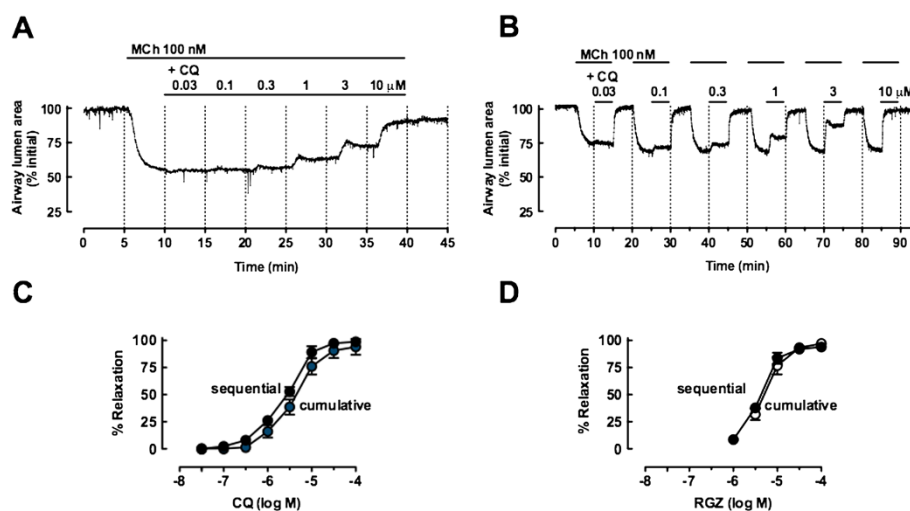 A
MCh 100 nM
+ CQ
0.03 0.1 0.3 1 3 10 μM
Airway lumen area
(% initial)
100
75
50
25
0 5 10 15 20 25 30 35 40 45
Time (min)
B
MCh 100 nM
+ CQ
0.03 0.1 0.3 1 3 10 μM
Airway lumen area
(% initial)
100
75
50
25
0 10 20 30 40 50 60 70 80 90
Time (min)
C
% Relaxation
100
75
50
25
0
sequential
cumulative
-8 -7 -6 -5 -4
CQ (log M)
D
% Relaxation
100
75
50
25
0
sequential
cumulative
-8 -7 -6 -5 -4
RGZ (log M)